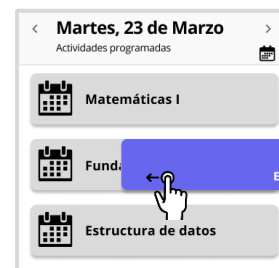 Martes, 23 de Marzo
Actividades programadas
Matemáticas I
Funda
E
Estructura de datos